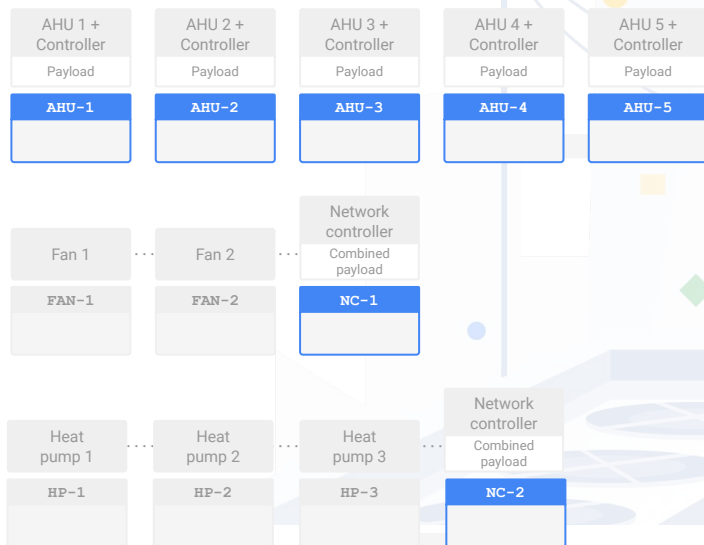 AHU 1 +
Controller
Payload
AHU 2 +
Controller
Payload
AHU 3 +
Controller
Payload
AHU 4 +
Controller
Payload
AHU 5 +
Controller
Payload
AHU-1
AHU-2
AHU-3
AHU-4
AHU-5
Fan 1
Fan 2
Network
controller
Combined
payload
FAN-1
FAN-2
NC-1
Heat
pump 1
Heat
pump 2
Heat
pump 3
Network
controller
Combined
payload
HP-1
HP-2
HP-3
NC-2